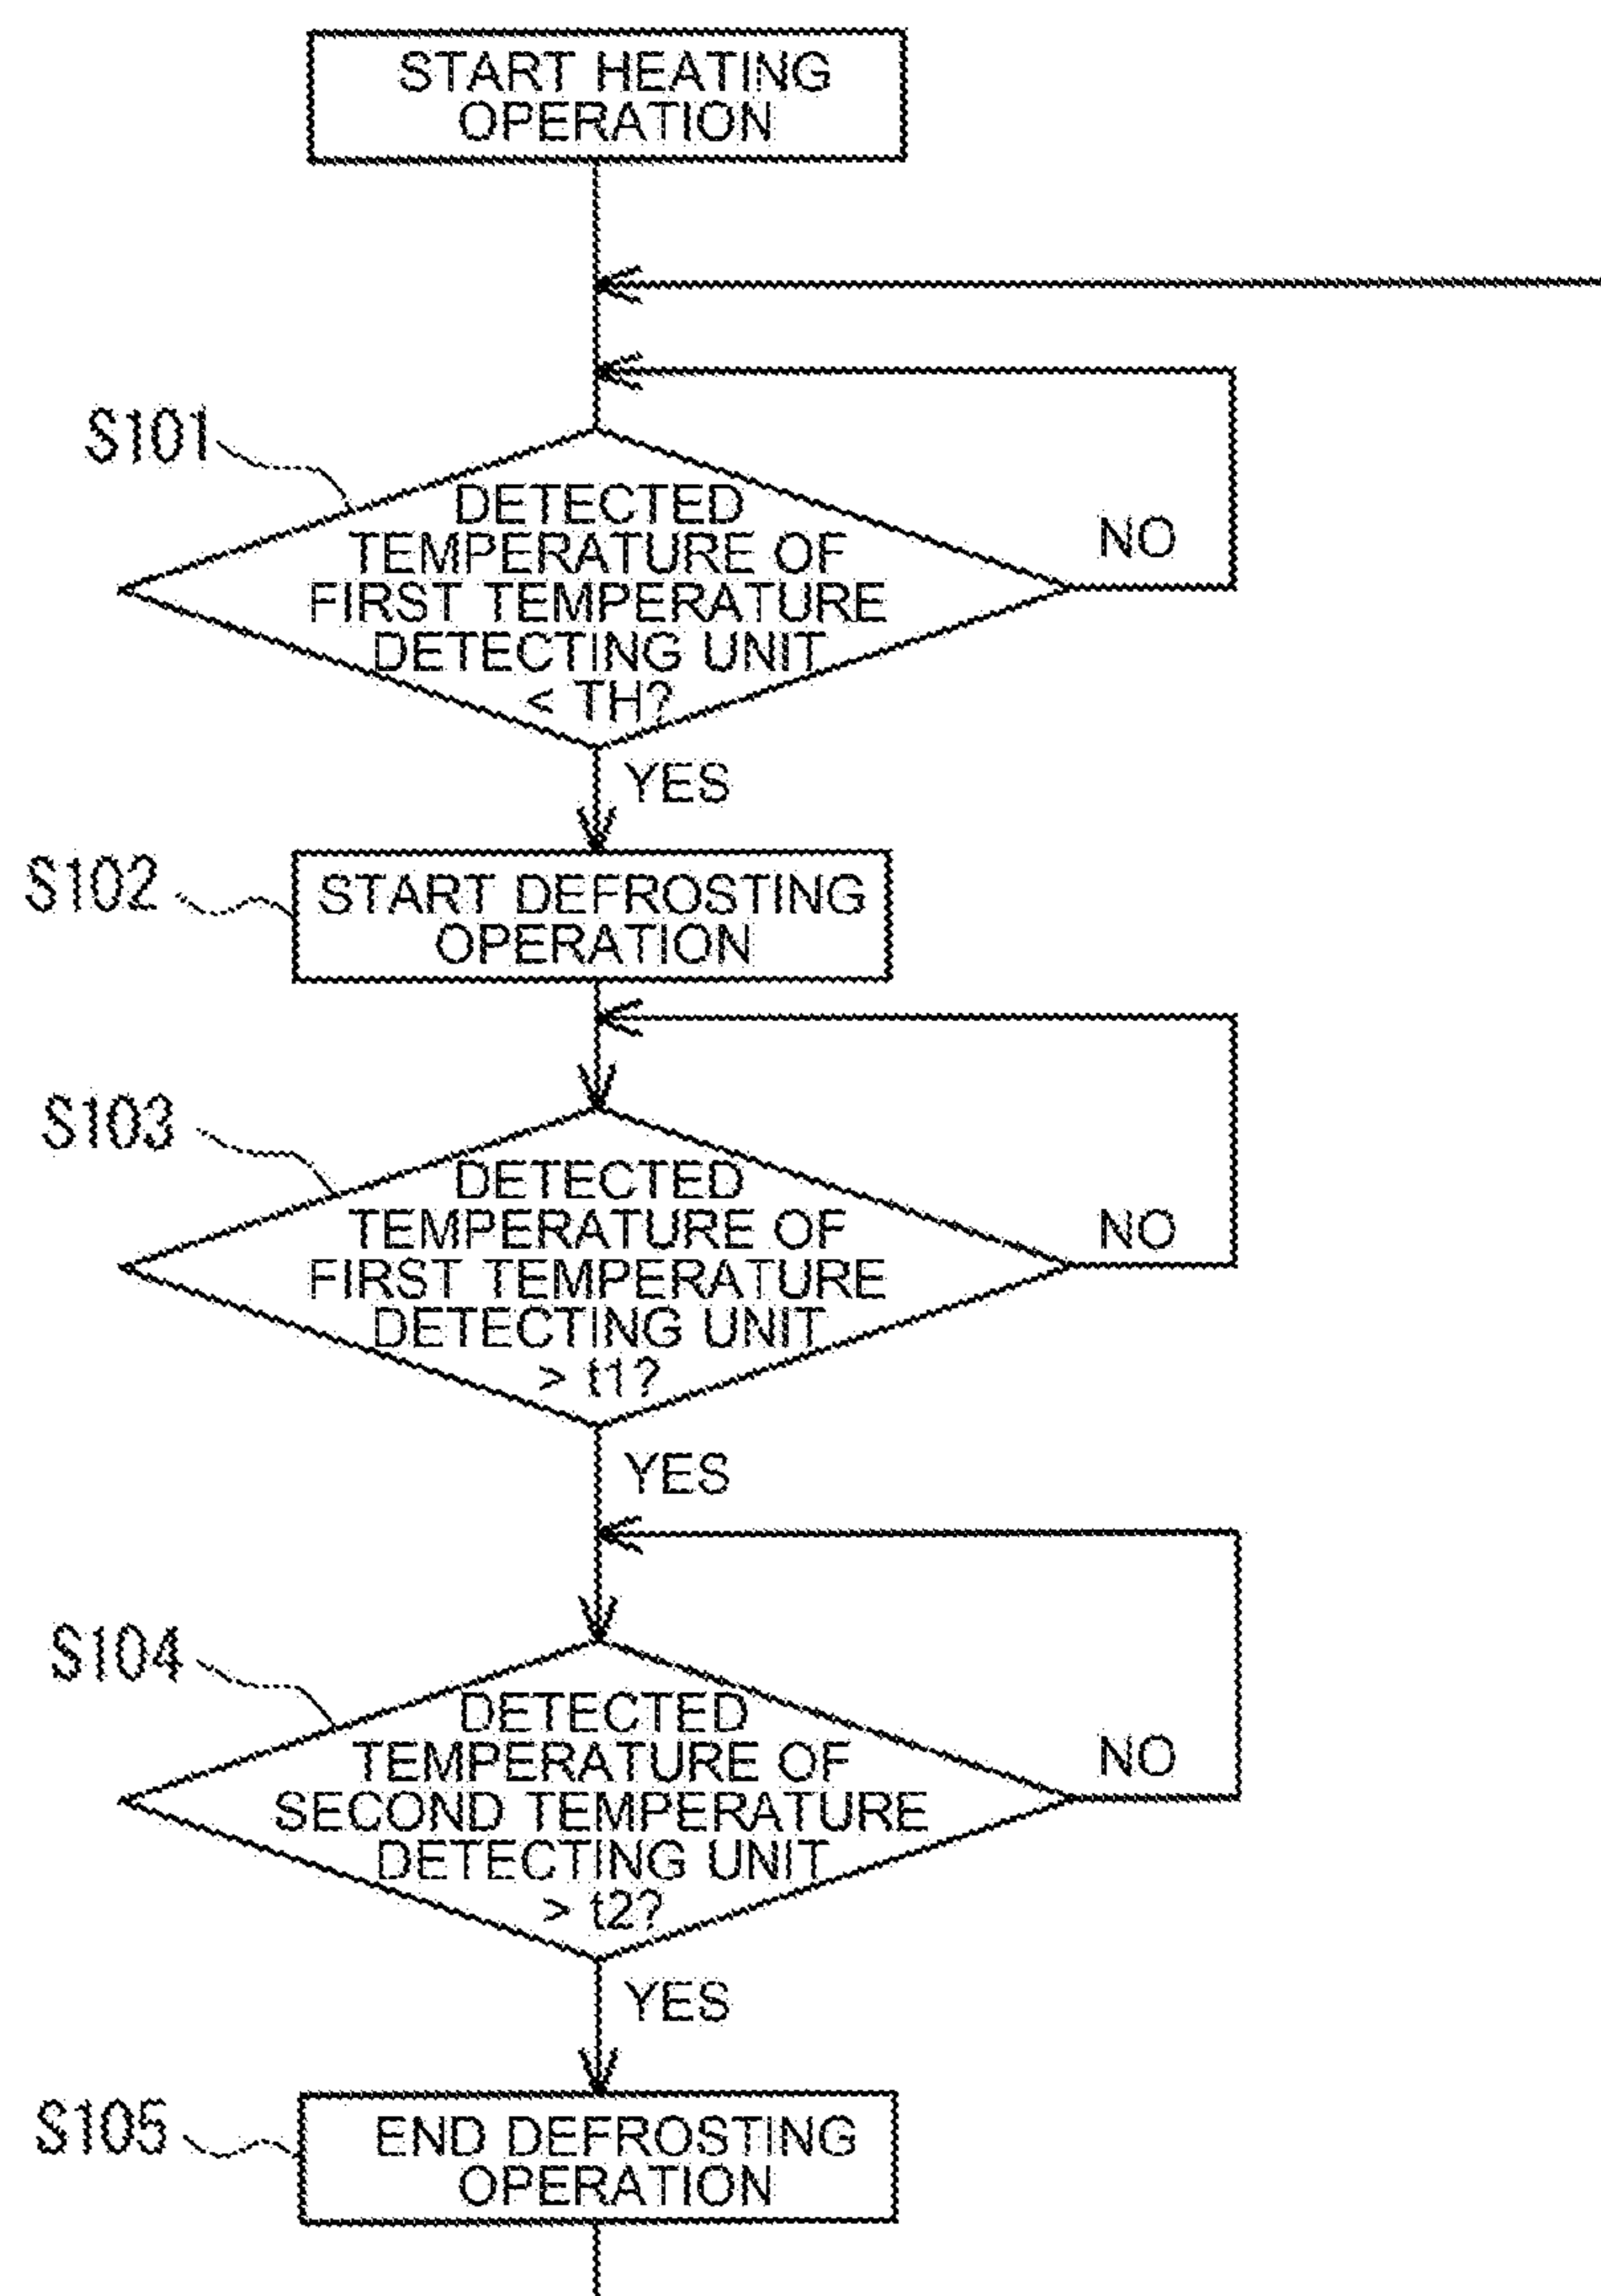 START HEATING
OPERATION
S101
DETECTED
TEMPERATURE OF
FIRST TEMPERATURE
DETECTING UNIT
< TH?
NO
YES
S102
START DEFROSTING
OPERATION
S103
DETECTED
TEMPERATURE OF
FIRST TEMPERATURE
DETECTING UNIT
> t1?
NO
YES
S104
DETECTED
TEMPERATURE OF
SECOND TEMPERATURE
DETECTING UNIT
> t2?
NO
YES
S105
END DEFROSTING
OPERATION